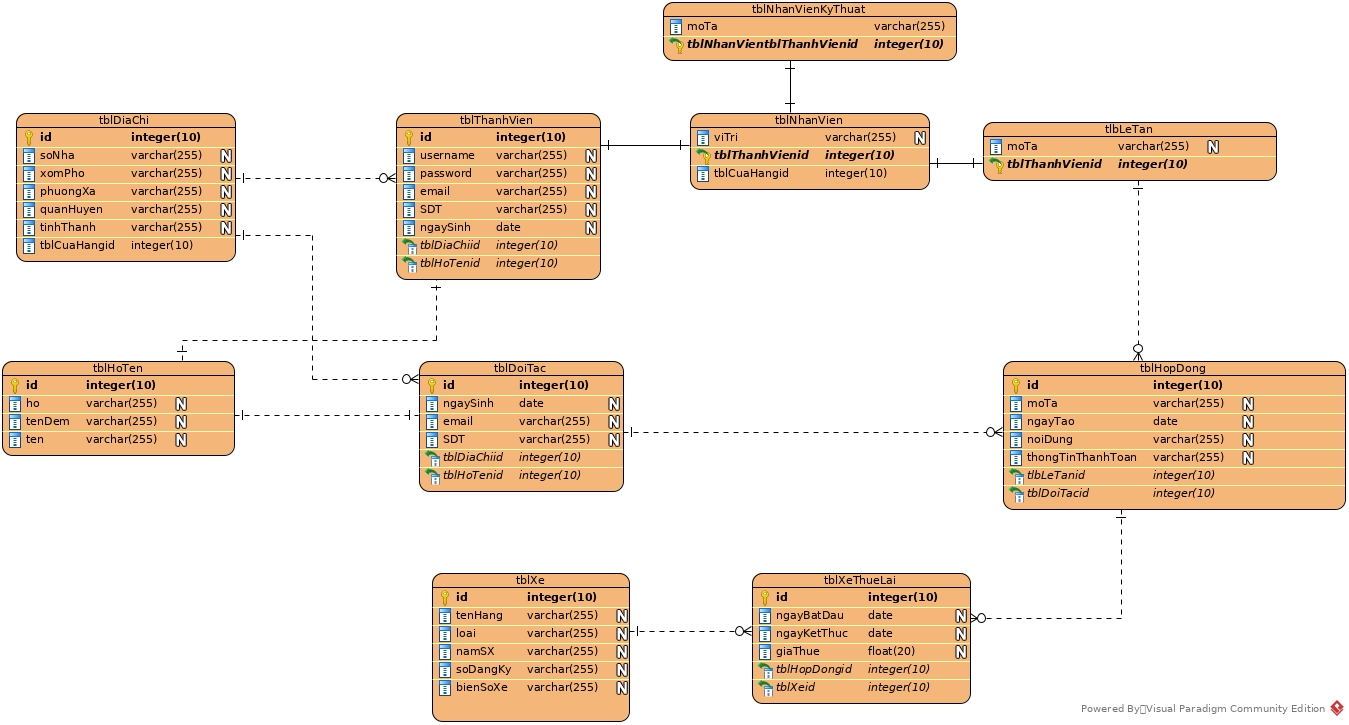 tblNhanVienKyThuat
moTa varchar(255)
tblNhanVientblThanhVienid integer(10)
tblDiaChi
id integer(10)
soNha varchar(255) N
xomPho varchar(255) N
phuongXa varchar(255) N
quanHuyen varchar(255) N
tinhThanh varchar(255) N
tblCuaHangid integer(10)
tblThanhVien
id integer(10)
username varchar(255) N
password varchar(255) N
email varchar(255) N
SDT varchar(255) N
ngaySinh date N
tblDiaChiid integer(10)
tblHoTenid integer(10)
tblNhanVien
viTri varchar(255) N
tblThanhVienid integer(10)
tblCuaHangid integer(10)
tlbLeTan
moTa varchar(255) N
tblThanhVienid integer(10)
tblHoTen
id integer(10)
ho varchar(255) N
tenDem varchar(255) N
ten varchar(255) N
tblDoiTac
id integer(10)
ngaySinh date N
email varchar(255) N
SDT varchar(255) N
tblDiaChiid integer(10)
tblHoTenid integer(10)
tblHopDong
id integer(10)
moTa varchar(255) N
ngayTao date N
noiDung varchar(255) N
thongTinThanhToan varchar(255) N
tlbLeTanid integer(10)
tblDoiTacid integer(10)
tblXe
id integer(10)
tenHang varchar(255) N
loai varchar(255) N
namSX varchar(255) N
soDangKy varchar(255) N
bienSoXe varchar(255) N
tblXeThueLai
id integer(10)
ngayBatDau date N
ngayKetThuc date N
giaThue float(20) N
tblHopDongid integer(10)
tblXeid integer(10)
Powered By Visual Paradigm Community Edition